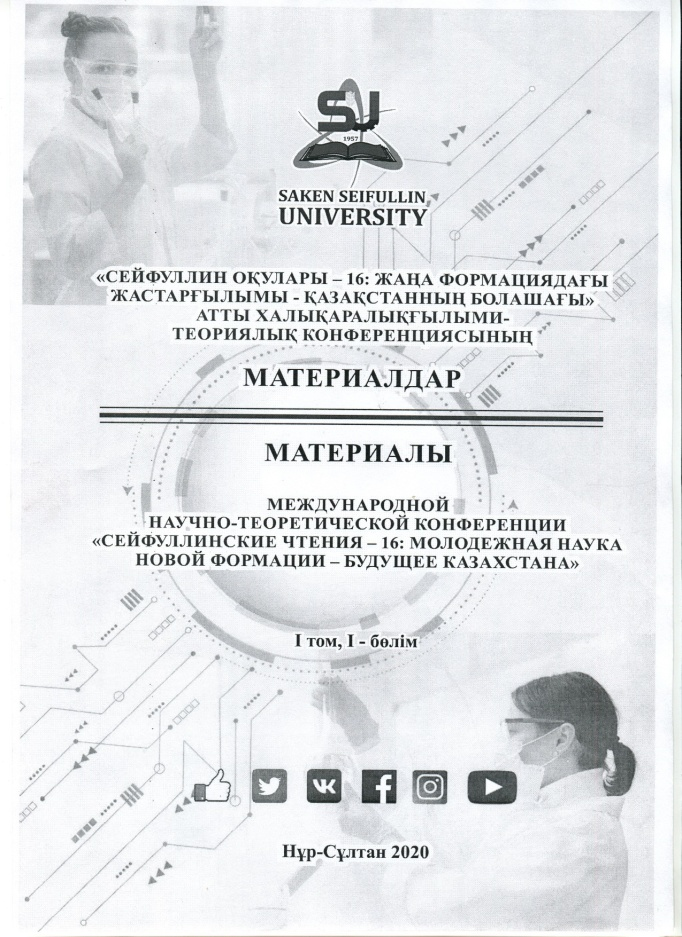 SJ
1957
SAKEN SEIFULLIN
UNIVERSITY
«СЕЙФУЛЛИН ОҚУЛАРЫ – 16: ЖАҢА ФОРМАЦИЯДАҒЫ
ЖАСТАРҒЫЛЫМЫ - ҚАЗАҚСТАННЫҢ БОЛАШАҒЫ»
АТТЫ ХАЛЫҚАРАЛЫҚҒЫЛЫМИ-
ТЕОРИЯЛЫҚ КОНФЕРЕНЦИЯСЫНЫҢ
МАТЕРИАЛДАР
МАТЕРИАЛЫ
МЕЖДУНАРОДНОЙ
НАУЧНО-ТЕОРЕТИЧЕСКОЙ КОНФЕРЕНЦИИ
«СЕЙФУЛЛИНСКИЕ ЧТЕНИЯ – 16: МОЛОДЕЖНАЯ НАУКА
НОВОЙ ФОРМАЦИИ – БУДУЩЕЕ КАЗАХСТАНА»
I том, I - бөлім
Нұр-Сұлтан 2020